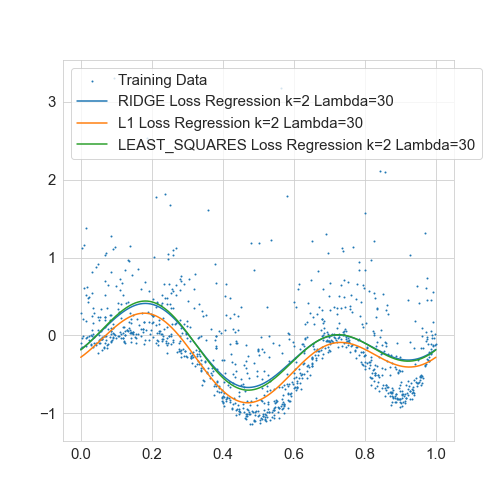 Training Data
RIDGE Loss Regression k=2 Lambda=30
L1 Loss Regression k=2 Lambda=30
LEAST_SQUARES Loss Regression k=2 Lambda=30
3
2
1
0
−1
0.0 0.2 0.4 0.6 0.8 1.0